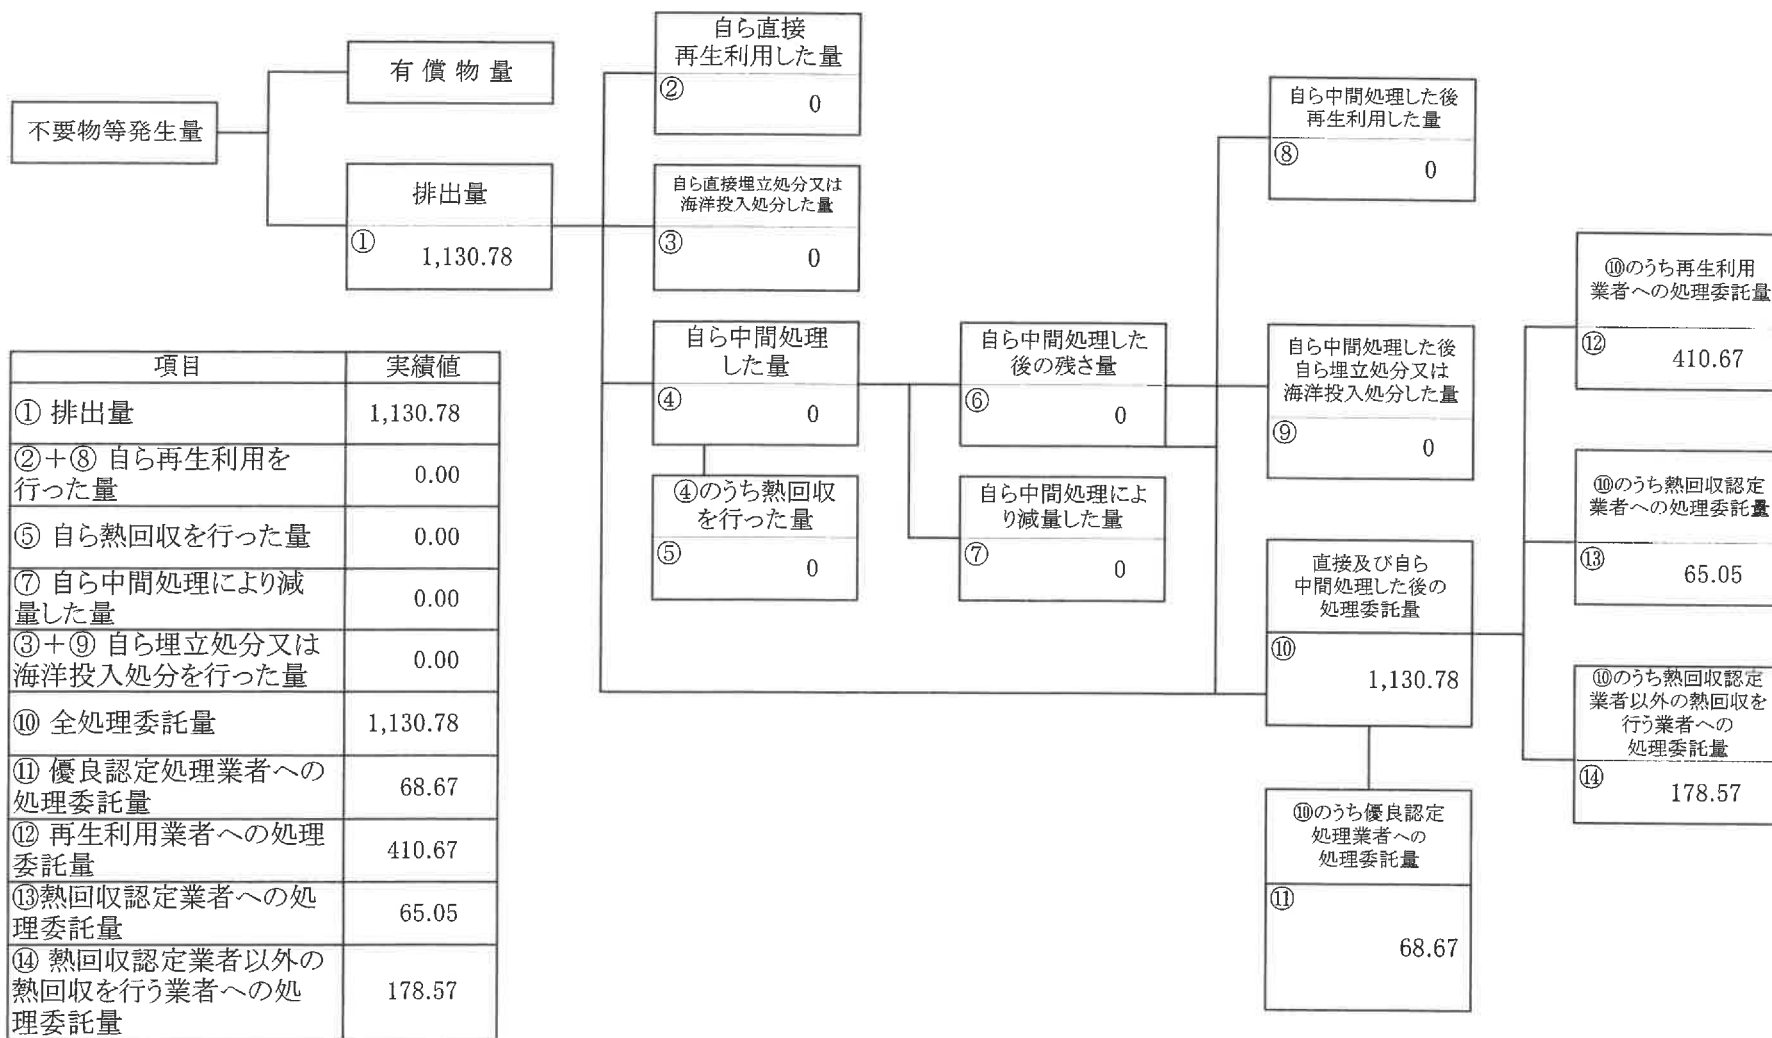 不要物等発生量
有償物量
排出量
①
1,130.78
自ら直接
再生利用した量
②
0
自ら直接埋立処分又は
海洋投入処分した量
③
0
自ら中間処理
した量
④
0
④のうち熱回収
を行った量
⑤
0
自ら中間処理した
後の残さ量
⑥
0
自ら中間処理によ
り減量した量
⑦
0
自ら中間処理した後
再生利用した量
⑧
0
自ら中間処理した後
自ら埋立処分又は
海洋投入処分した量
⑨
0
直接及び自ら
中間処理した後の
処理委託量
⑩
1,130.78
⑩のうち優良認定
処理業者への
処理委託量
⑪
68.67
⑩のうち再生利用
業者への処理委託量
⑫
410.67
⑩のうち熱回収認定
業者への処理委託量
⑬
65.05
⑩のうち熱回収認定
業者以外の熱回収を
行う業者への
処理委託量
⑭
178.57
項目 実績値
① 排出量 1,130.78
②+⑧ 自ら再生利用を
行った量 0.00
⑤ 自ら熱回収を行った量 0.00
⑦ 自ら中間処理により減
量した量 0.00
③+⑨ 自ら埋立処分又は
海洋投入処分を行った量 0.00
⑩ 全処理委託量 1,130.78
⑪ 優良認定処理業者への
処理委託量 68.67
⑫ 再生利用業者への処理
委託量 410.67
⑬熱回収認定業者への処
理委託量 65.05
⑭ 熱回収認定業者以外の
熱回収を行う業者への処
理委託量 178.57